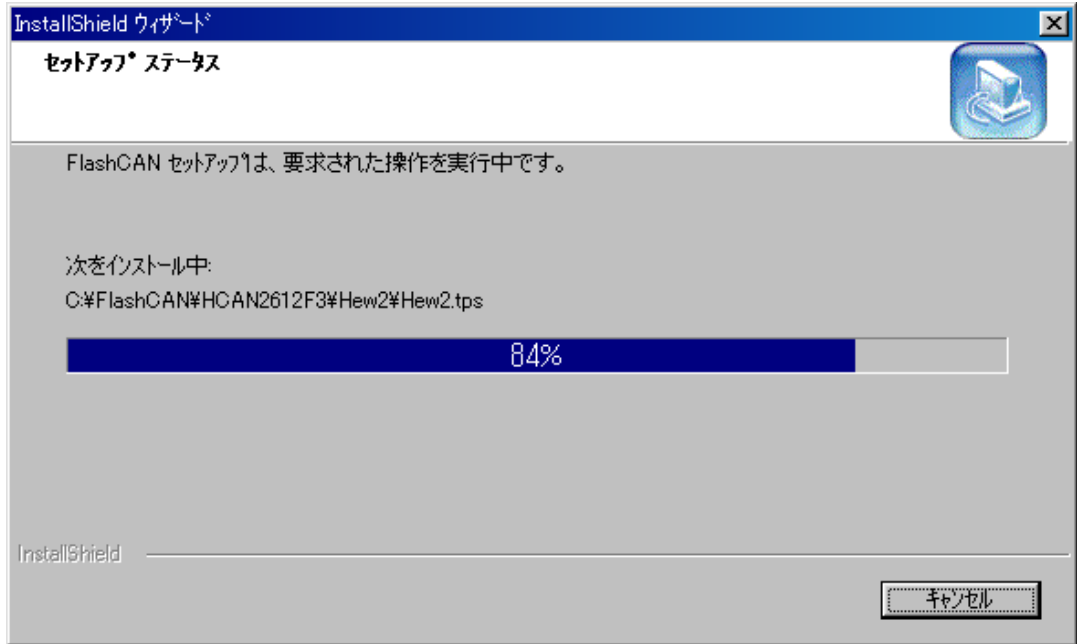 InstallShield ウィザード
セットアップ ステータス
FlashCAN セットアップは、要求された操作を実行中です。
次をインストール中:
C:¥FlashCAN¥HCAN2612F3¥Hew2¥Hew2.tps
84%
InstallShield
キャンセル